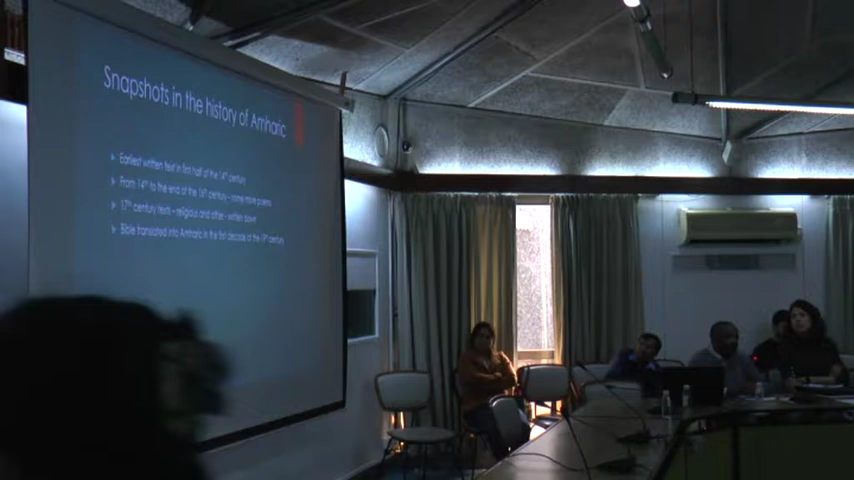 Snapshots in the history of Amharic
Earliest written text in first half of the 14th century
From 14th to the end of the 16th century - some more poems
17th century texts - religious and other - written down
Bible translated into Amharic in the first decade of the 19th century